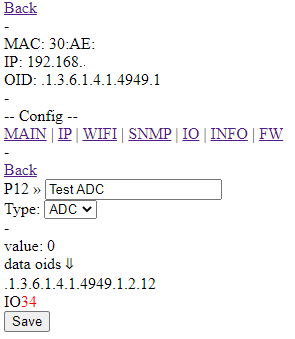 Back
-
MAC: 30:AE:
IP: 192.168..
OID: .1.3.6.1.4.1.4949.1
-
-- Config --
MAIN | IP | WIFI | SNMP | IO | INFO | FW
-
Back
P12 » Test ADC
Type: ADC
-
value: 0
data oids ⇓
.1.3.6.1.4.1.4949.1.2.12
IO34
Save